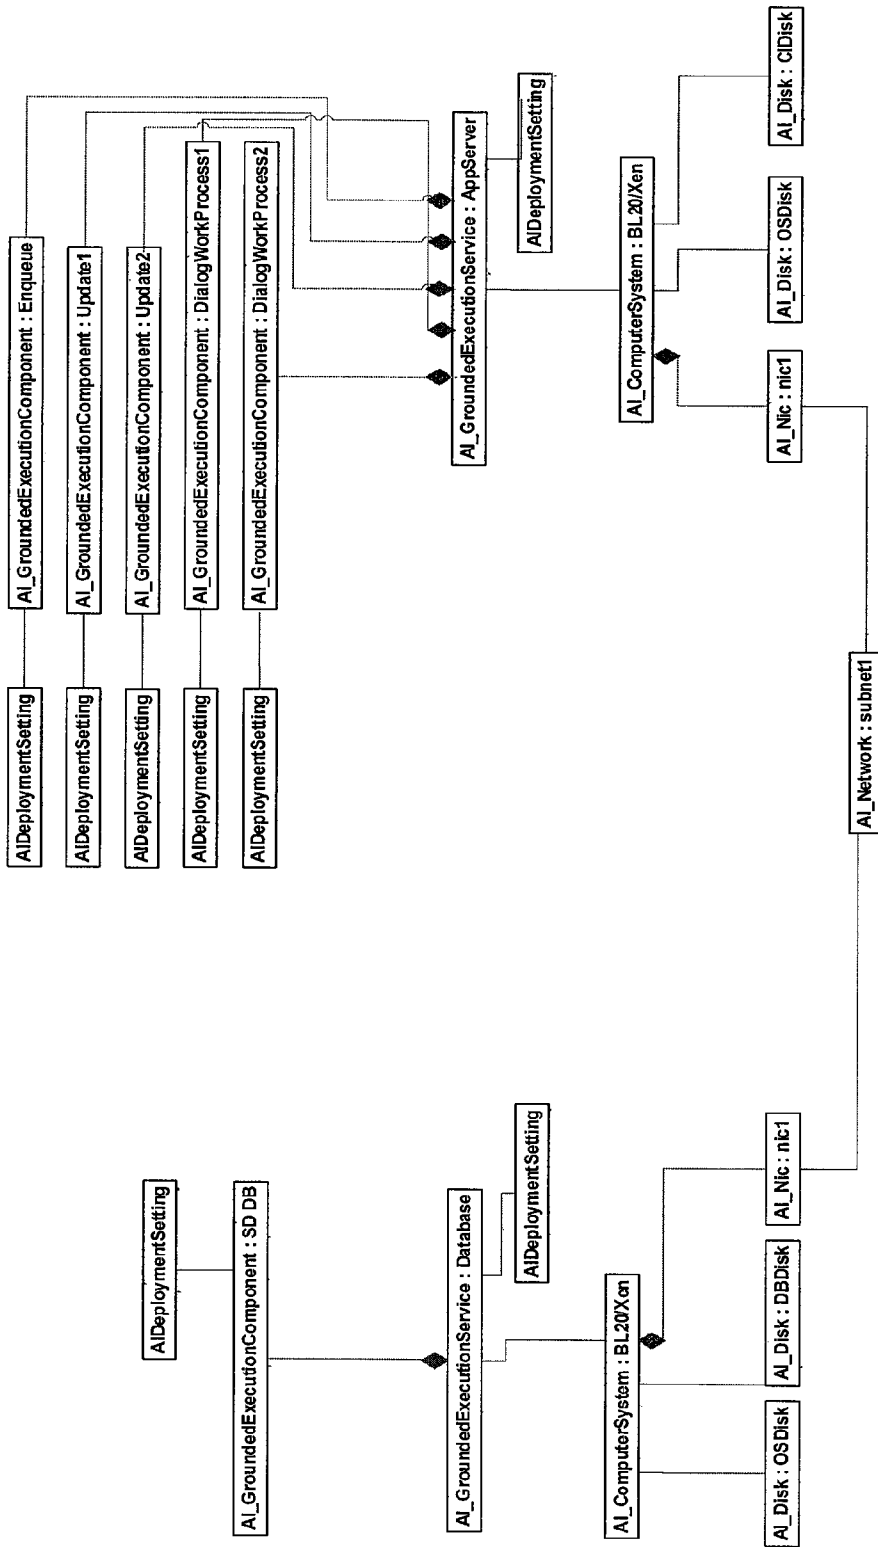 AIDeploymentSetting
AI_GroundedExecutionComponent : Enqueue
AIDeploymentSetting
AI_GroundedExecutionComponent : Update1
AIDeploymentSetting
AI_GroundedExecutionComponent : Update2
AIDeploymentSetting
AI_GroundedExecutionComponent : DialogWorkProcess1
AIDeploymentSetting
AI_GroundedExecutionComponent : DialogWorkProcess2
AIDeploymentSetting
AI_GroundedExecutionComponent : SD DB
AI_GroundedExecutionService : Database
AI_GroundedExecutionService : AppServer
AIDeploymentSetting
AIDeploymentSetting
AI_ComputerSystem : BL20/Xen
AI_ComputerSystem : BL20/Xen
AI_Disk : OSDisk
AI_Disk : DBDisk
AI_Nic : nic1
AI_Nic : nic1
AI_Disk : OSDisk
AI_Disk : CIDisk
AI_Network : subnet1